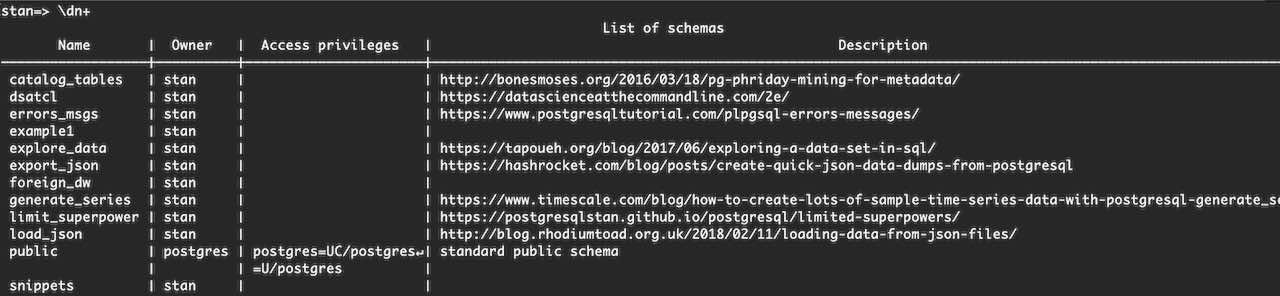 stan=> \dn+
List of schemas
Name | Owner | Access privileges | Description
catalog_tables | stan | | http://bonesmoses.org/2016/03/18/pg-phriday-mining-for-metadata/
dsatcl | stan | | https://datascienceatthecommandline.com/2e/
errors_msgs | stan | | https://www.postgresqltutorial.com/plpgsql-errors-messages/
example1 | stan | |
explore_data | stan | | https://tapoueh.org/blog/2017/06/exploring-a-data-set-in-sql/
export_json | stan | | https://hashrocket.com/blog/posts/create-quick-json-data-dumps-from-postgresql
foreign_dw | stan | |
generate_series | stan | | https://www.timescale.com/blog/how-to-create-lots-of-sample-time-series-data-with-postgresql-generate_se
limit_superpower | stan | | https://postgresqlstan.github.io/postgresql/limited-superpowers/
load_json | stan | | http://blog.rhodiumtoad.org.uk/2018/02/11/loading-data-from-json-files/
public | postgres | postgres=UC/postgres↵| standard public schema
| | =U/postgres |
snippets | stan | |